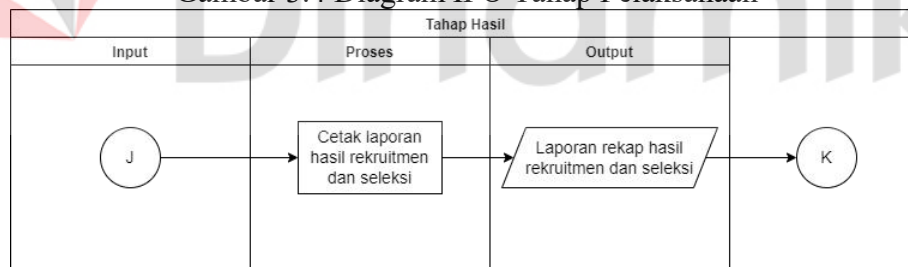 Gambar 3.4 Diagram IPO Tahap Pelaksanaan
Tahap Hasil
Input
Proses
Output
J
Cetak laporan
hasil rekruitmen
dan seleksi
Laporan rekap hasil
rekruitmen dan seleksi
K